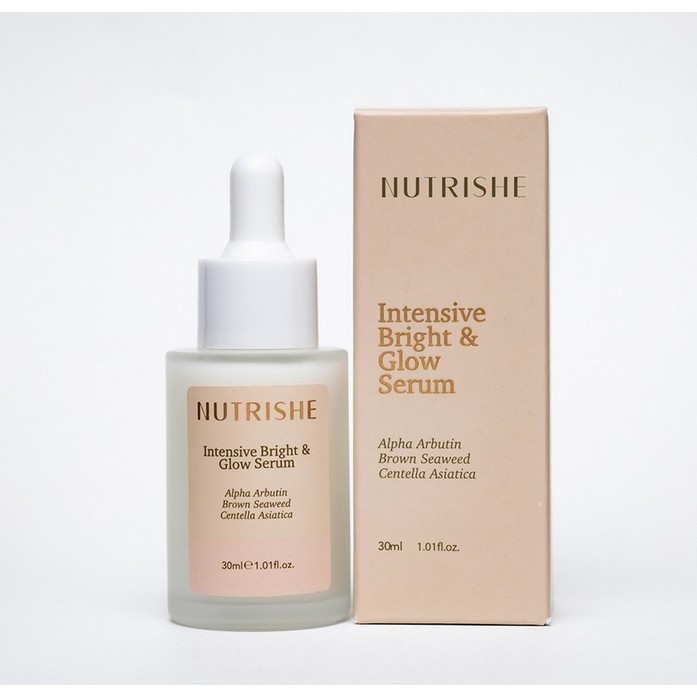 NUTRISHE
Intensive Bright &
Glow Serum
Alpha Arbutin
Brown Seaweed
Centella Asiatica
30ml℮1.01fl.oz.
NUTRISHE
Intensive
Bright &
Glow
Serum
Alpha Arbutin
Brown Seaweed
Centella Asiatica
30ml 1.01fl.oz.